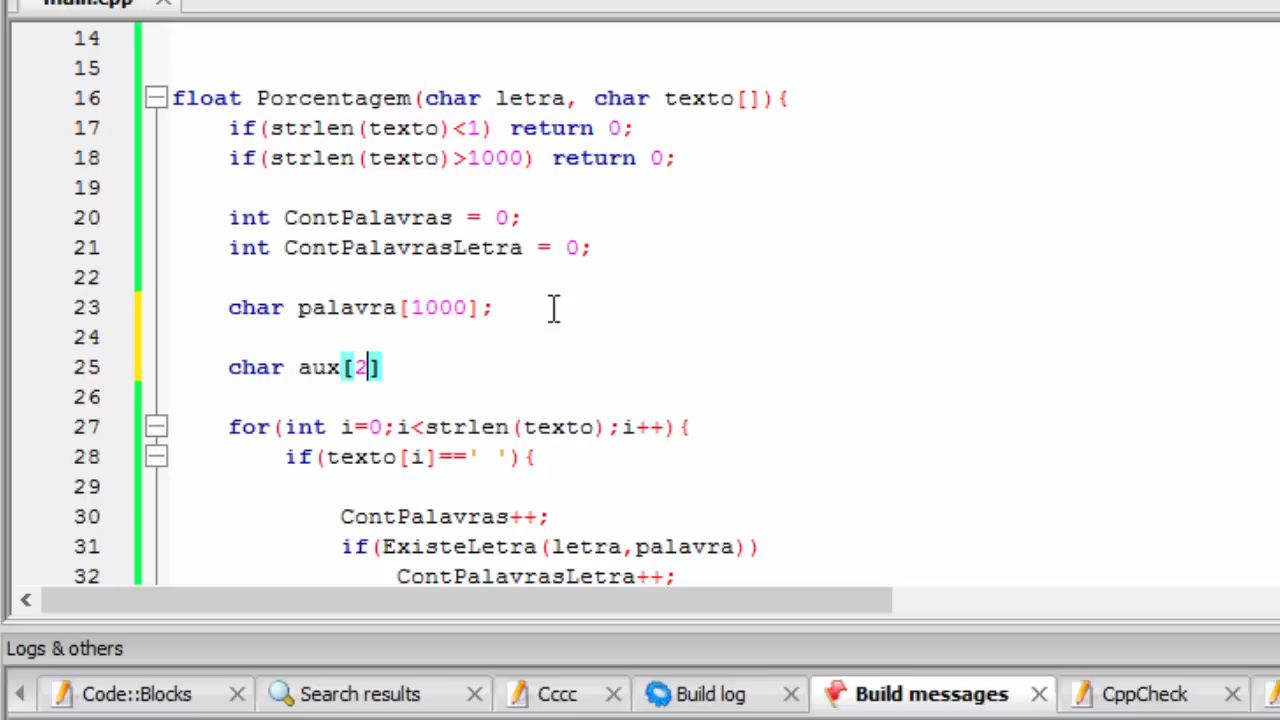 main.cpp
14
15
16 float Porcentagem(char letra, char texto[]){
17 if(strlen(texto)<1) return 0;
18 if(strlen(texto)>1000) return 0;
19
20 int ContPalavras = 0;
21 int ContPalavrasLetra = 0;
22
23 char palavra[1000];
24
25 char aux[2]
26
27 for(int i=0;i<strlen(texto);i++){
28 if(texto[i]==' '){
29
30 ContPalavras++;
31 if(ExisteLetra(letra,palavra))
32 ContPalavrasLetra++;
Logs & others
Code::Blocks Search results Cccc Build log Build messages CppCheck